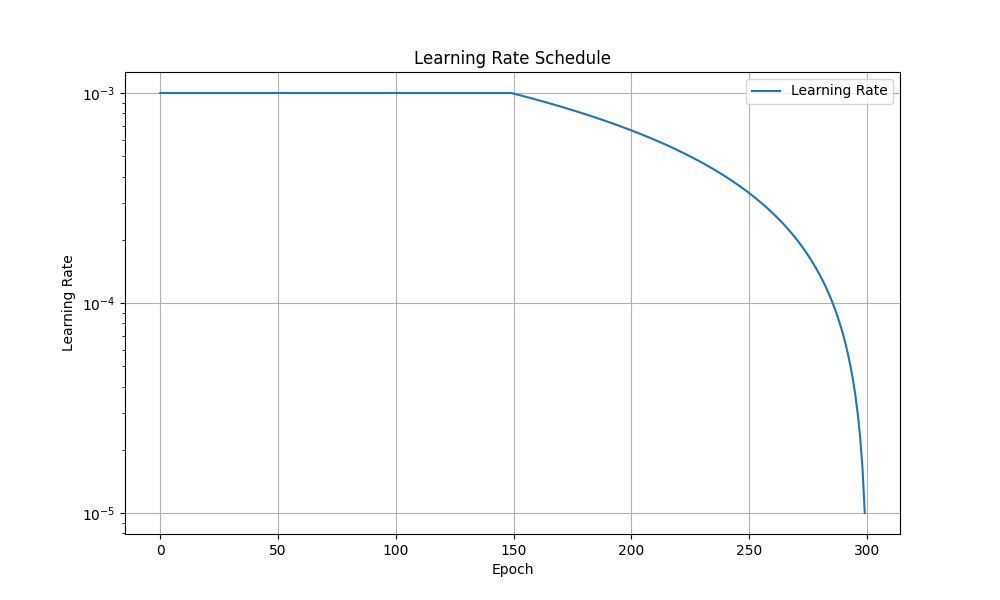 Learning Rate Schedule
Learning Rate
10⁻³
10⁻⁴
10⁻⁵
Learning Rate
0 50 100 150 200 250 300
Epoch